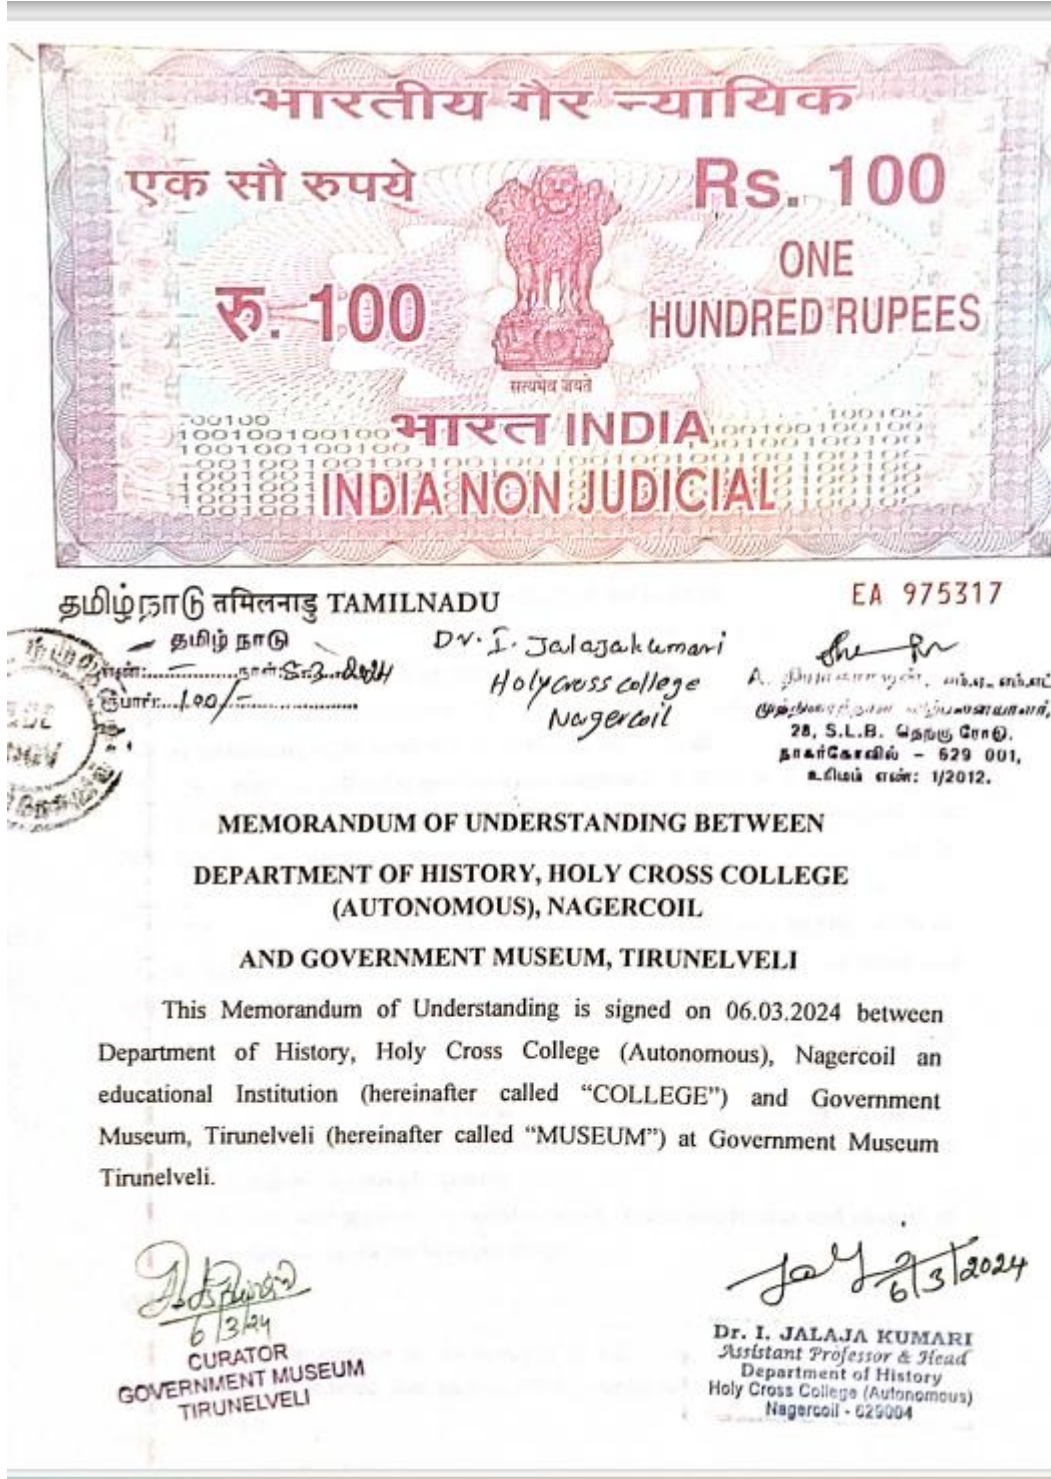 भारतीय गैर न्यायिक
एक सौ रुपये
Rs. 100
रु. 100
ONE
HUNDRED RUPEES
सत्यमेव जयते
भारत INDIA
INDIA NON JUDICIAL
தமிழ்நாடு तमिलनाडु TAMILNADU
EA 975317
தமிழ் நாடு
நாள்:5-3-2024
ரூபாய்:100/-
Dr. I. Jalajakumari
Holycross college
Nagercoil
28, S.L.B. தெற்கு ரோடு.
நாகர்கோவில் - 629 001,
உரிமம் எண்: 1/2012.
MEMORANDUM OF UNDERSTANDING BETWEEN
DEPARTMENT OF HISTORY, HOLY CROSS COLLEGE
(AUTONOMOUS), NAGERCOIL
AND GOVERNMENT MUSEUM, TIRUNELVELI
This Memorandum of Understanding is signed on 06.03.2024 between
Department of History, Holy Cross College (Autonomous), Nagercoil an
educational Institution (hereinafter called “COLLEGE”) and Government
Museum, Tirunelveli (hereinafter called “MUSEUM”) at Government Museum
Tirunelveli.
6/3/24
CURATOR
GOVERNMENT MUSEUM
TIRUNELVELI
6/3/2024
Dr. I. JALAJA KUMARI
Assistant Professor & Head
Department of History
Holy Cross College (Autonomous)
Nagercoil - 629004